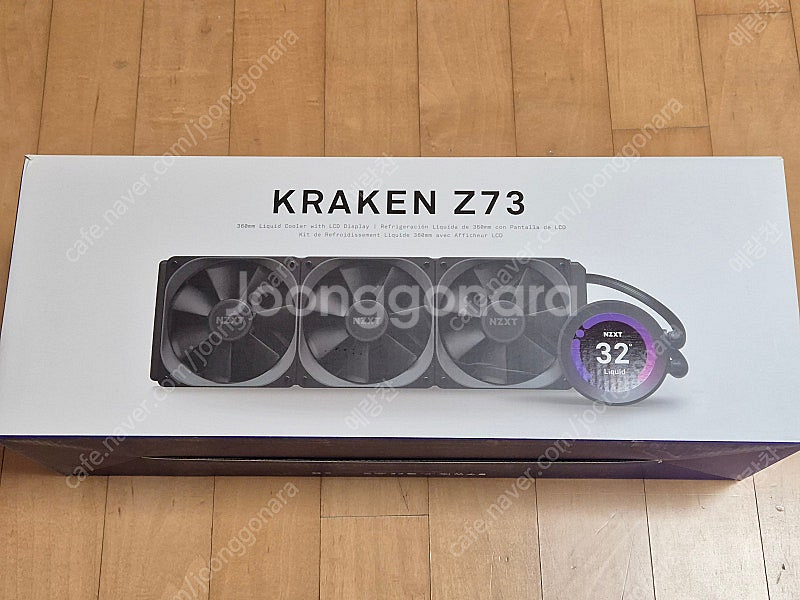 KRAKEN Z73
360mm Liquid Cooler with LCD Display | Refrigeración Líquida de 360mm con Pantalla de LCD
Kit de Refroidissement Liquide 360mm avec Afficheur LCD
Joonggonara
NZXT
NZXT
NZXT
NZXT
32°
Liquid
cafe.naver.com/joonggonara